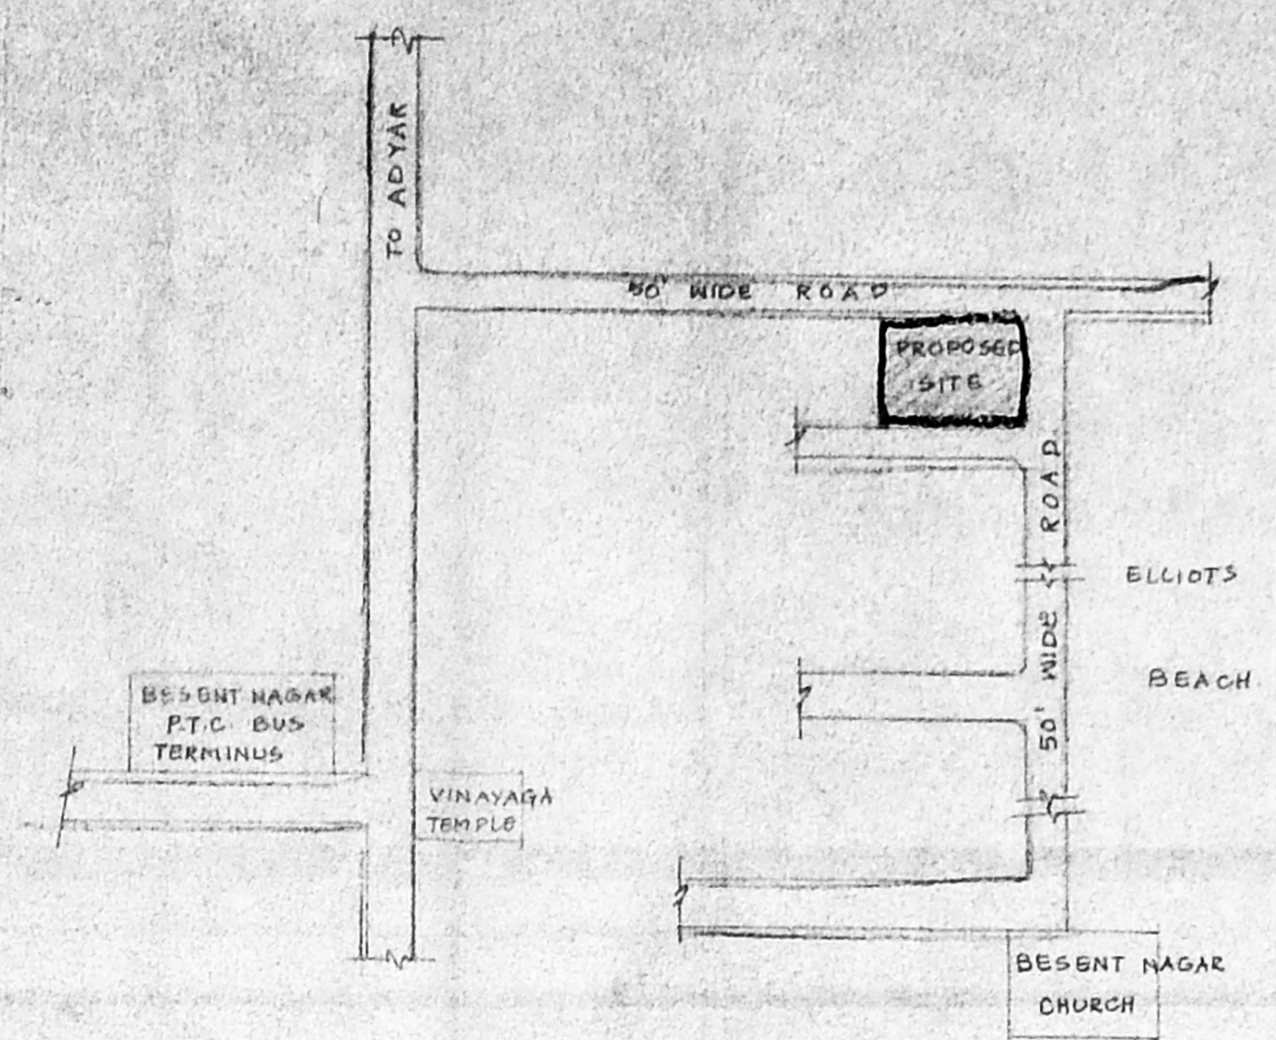 TO ADYAR
50' WIDE ROAD
PROPOSED
SITE
50' WIDE ROAD
ELLIOTS
BEACH
BESENT NAGAR
P.T.C. BUS
TERMINUS
VINAYAGA
TEMPLE
BESENT NAGAR
CHURCH